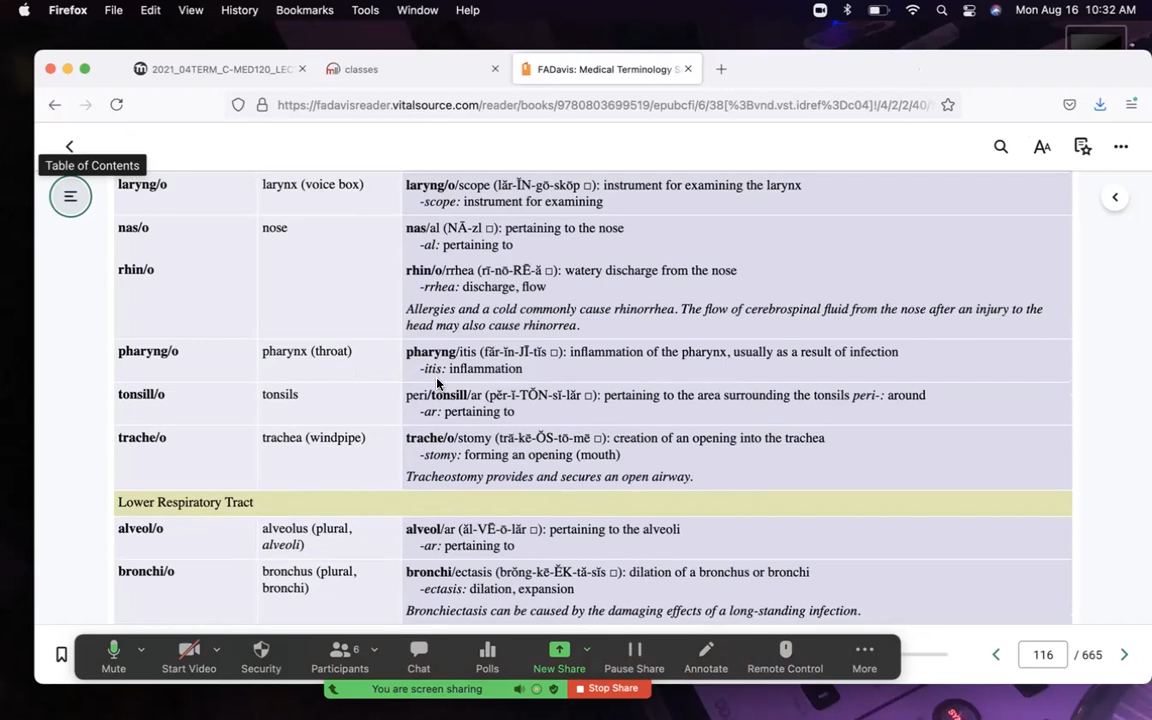 Firefox File Edit View History Bookmarks Tools Window Help Mon Aug 16 10:32 AM
2021_04TERM_C-MED120_LEC classes FADavis: Medical Terminology S
https://fadavisreader.vitalsource.com/reader/books/9780803699519/epubcfi/6/38[%3Bvnd.vst.idref%3Dc04]!/4/2/2/40/
Table of Contents
laryng/o larynx (voice box) laryng/o/scope (lăr-ĬN-gō-skōp □): instrument for examining the larynx
-scope: instrument for examining
nas/o nose nas/al (NĀ-zl □): pertaining to the nose
-al: pertaining to
rhin/o rhin/o/rrhea (rī-nō-RĒ-ă □): watery discharge from the nose
-rrhea: discharge, flow
Allergies and a cold commonly cause rhinorrhea. The flow of cerebrospinal fluid from the nose after an injury to the
head may also cause rhinorrea.
pharyng/o pharynx (throat) pharyng/itis (făr-ĭn-JĪ-tĭs □): inflammation of the pharynx, usually as a result of infection
-itis: inflammation
tonsill/o tonsils peri/tonsill/ar (pĕr-ĭ-TŎN-sĭ-lăr □): pertaining to the area surrounding the tonsils peri-: around
-ar: pertaining to
trache/o trachea (windpipe) trache/o/stomy (trā-kē-ŎS-tō-mē □): creation of an opening into the trachea
-stomy: forming an opening (mouth)
Tracheostomy provides and secures an open airway.
Lower Respiratory Tract
alveol/o alveolus (plural, alveol/ar (ăl-VĒ-ō-lăr □): pertaining to the alveoli
alveoli) -ar: pertaining to
bronchi/o bronchus (plural, bronchi/ectasis (brŏng-kē-ĔK-tă-sĭs □): dilation of a bronchus or bronchi
bronchi) -ectasis: dilation, expansion
Bronchiectasis can be caused by the damaging effects of a long-standing infection.
6
Mute Start Video Security Participants Chat Polls New Share Pause Share Annotate Remote Control More
116 / 665
You are screen sharing Stop Share